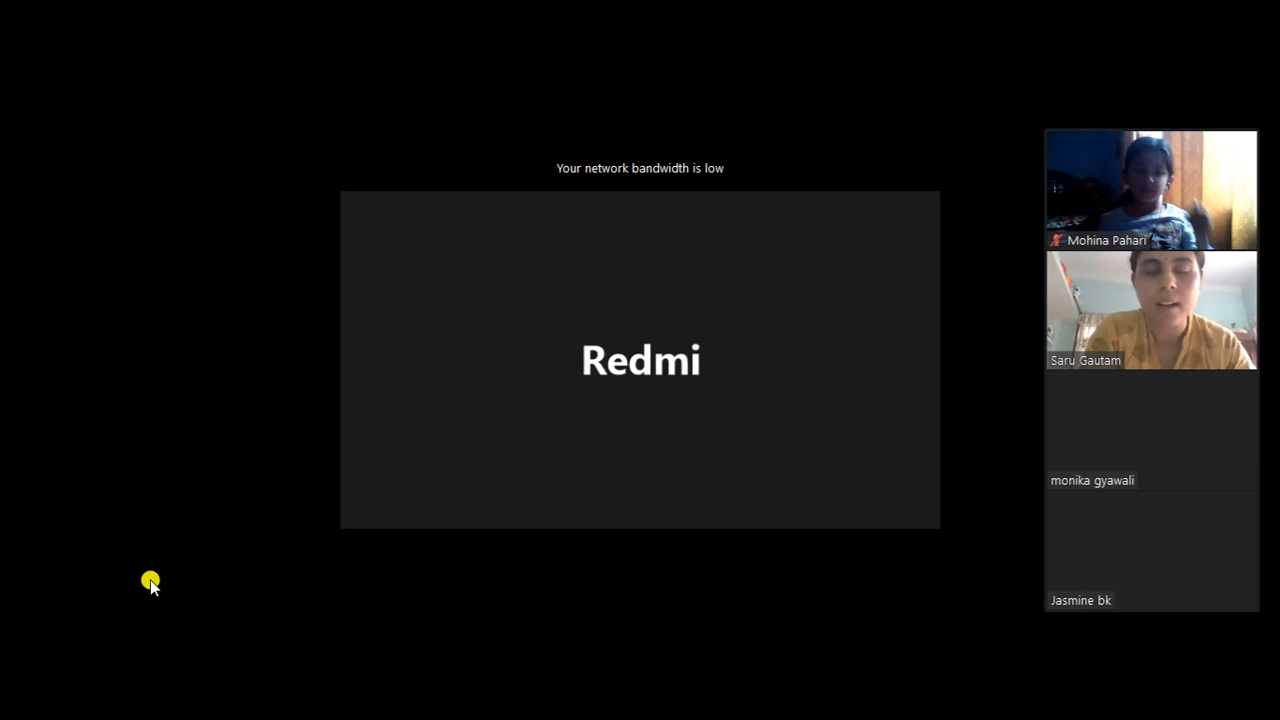 Your network bandwidth is low
Redmi
Mohina Pahari
Saru Gautam
monika gyawali
Jasmine bk